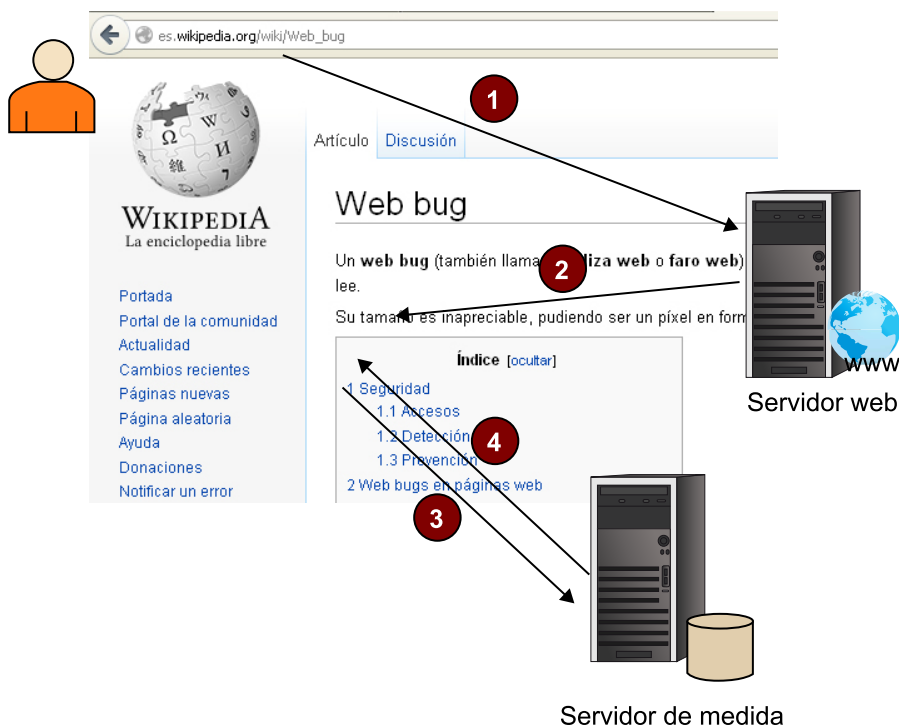 es.wikipedia.org/wiki/Web_bug
1
Artículo Discusión
WIKIPEDIA
La enciclopedia libre
Web bug
Un web bug (también llama liza web o faro web)
2
lee.
Su tamaño es inapreciable, pudiendo ser un píxel en form
Portada
Portal de la comunidad
Actualidad
Cambios recientes
Páginas nuevas
Página aleatoria
Ayuda
Donaciones
Notificar un error
Índice [ocultar]
1 Seguridad
1.1 Accesos
1.2 Detección
1.3 Prevención
2 Web bugs en páginas web
4
3
www
Servidor web
Ω
W
И
維
7
Servidor de medida